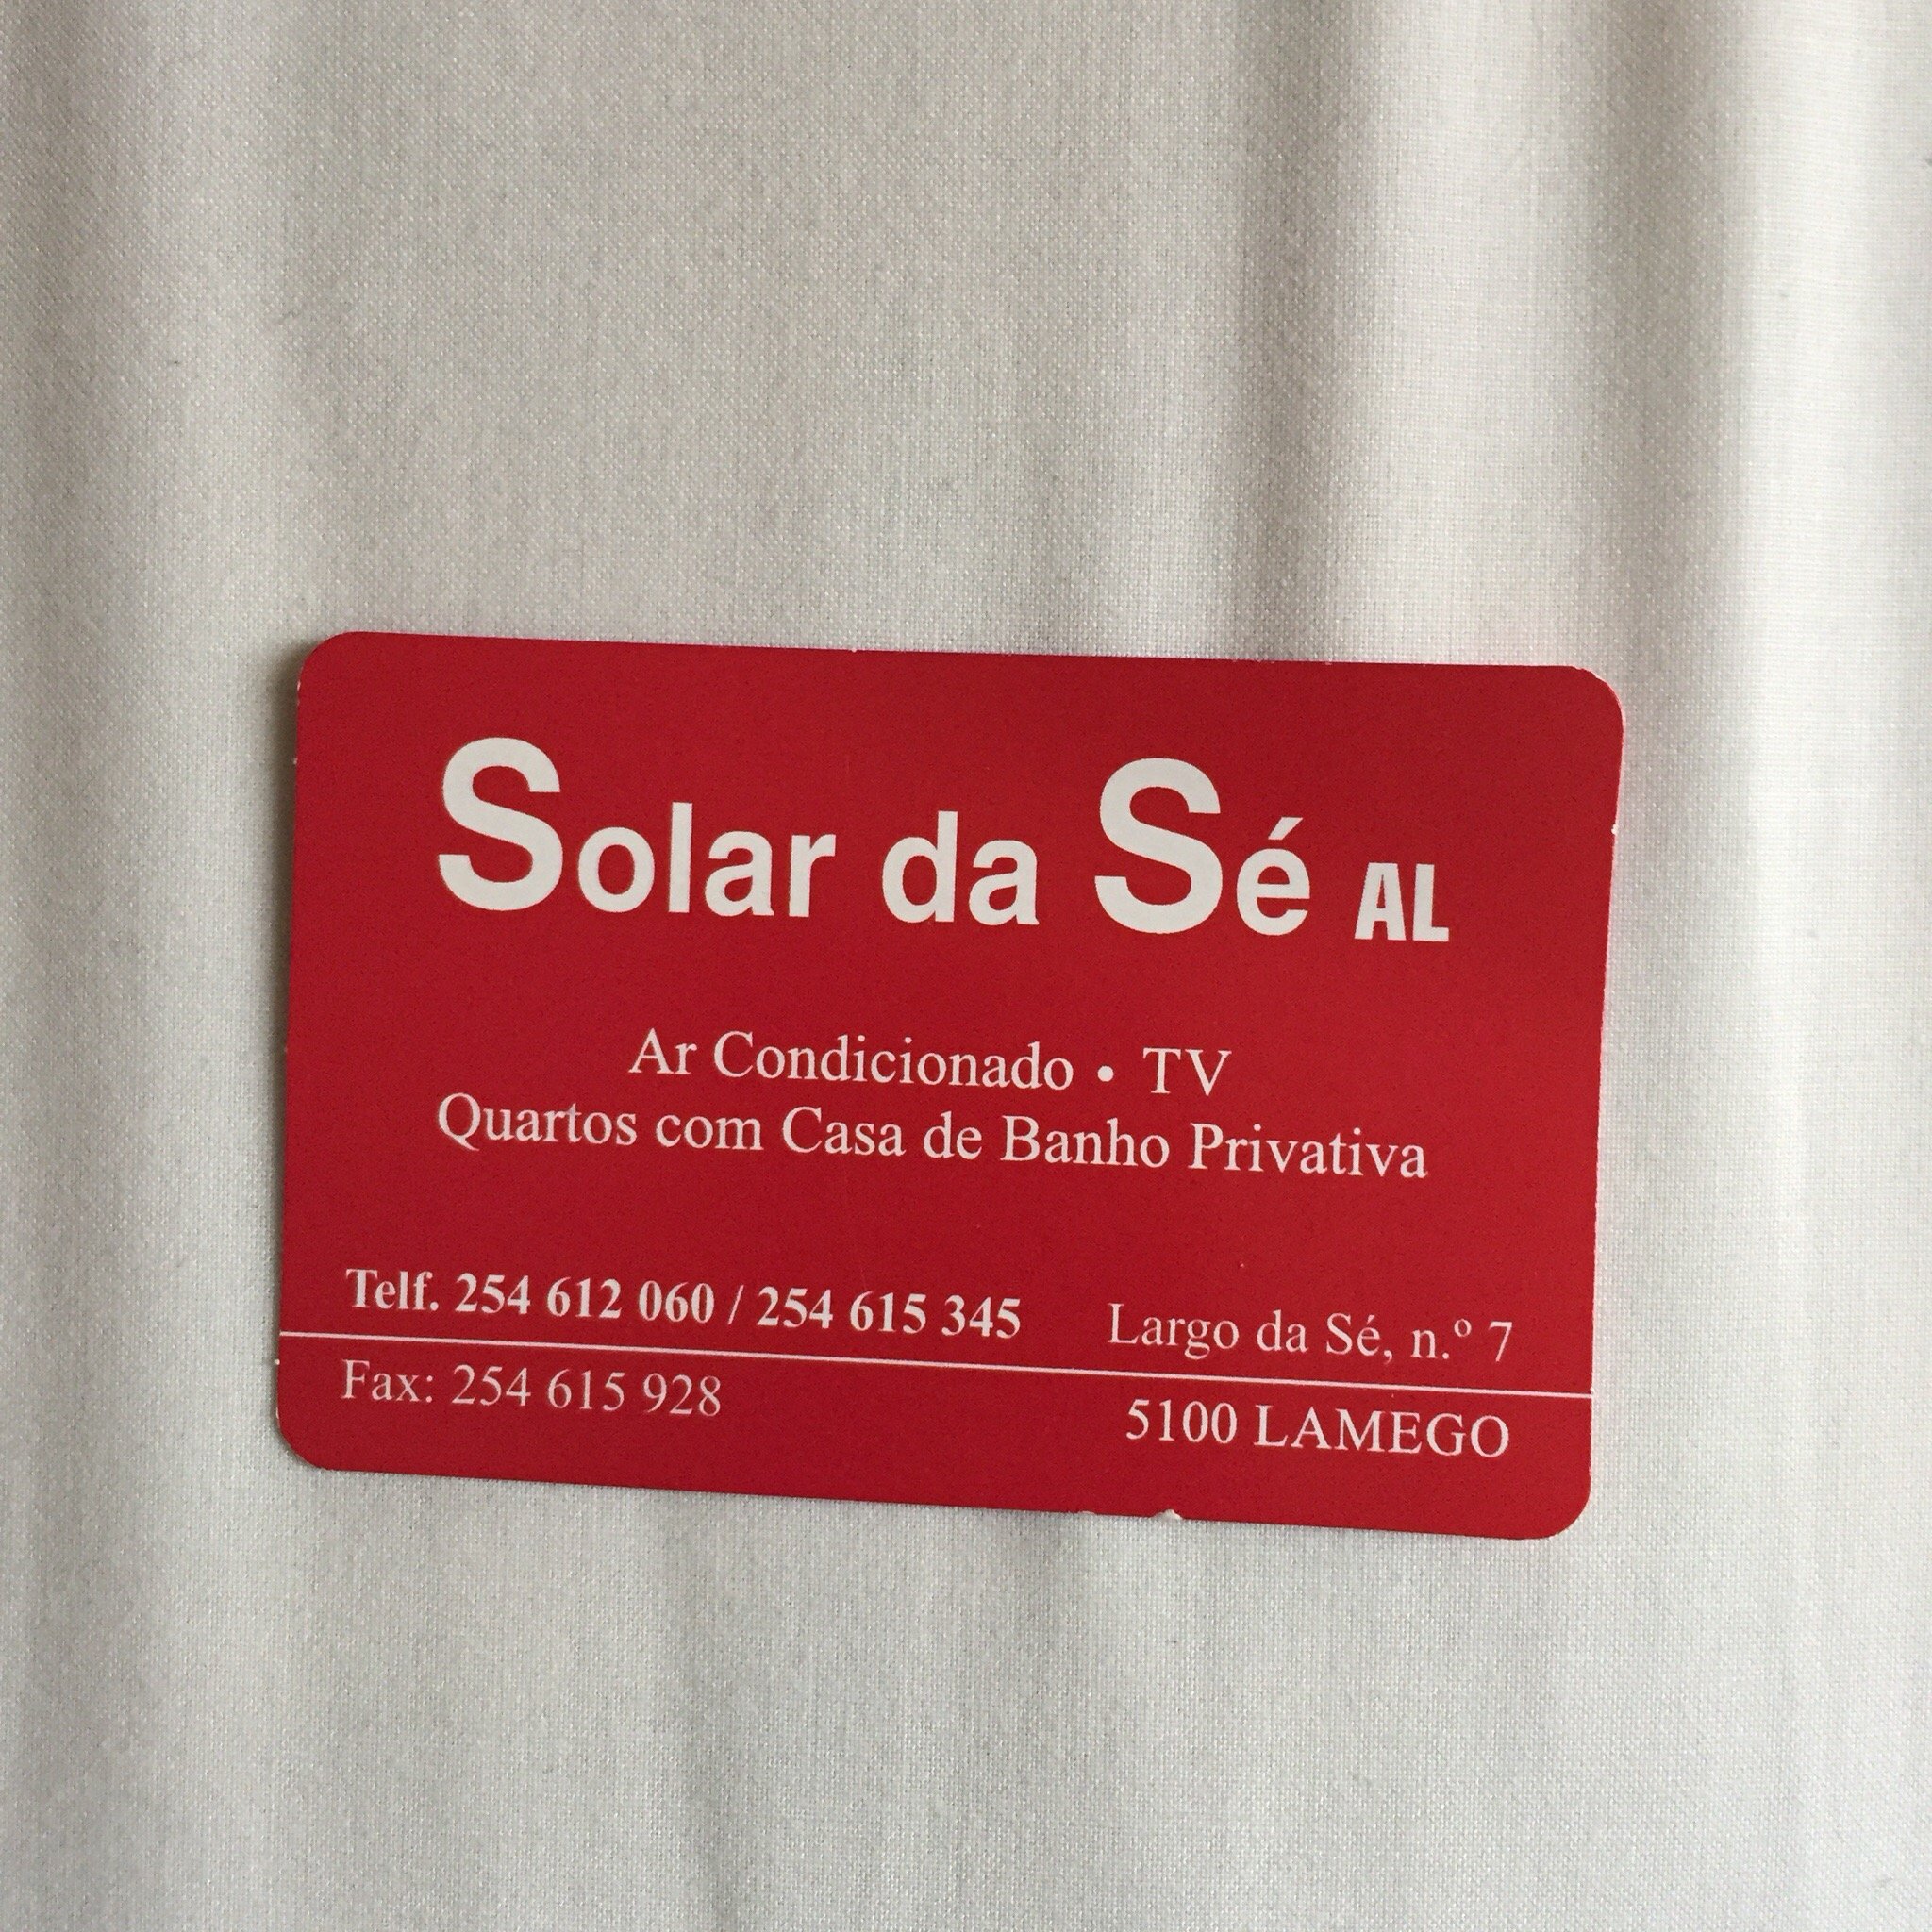 Solar da Sé AL
Ar Condicionado • TV
Quartos com Casa de Banho Privativa
Telf. 254 612 060 / 254 615 345
Fax: 254 615 928
Largo da Sé, n.º 7
5100 LAMEGO